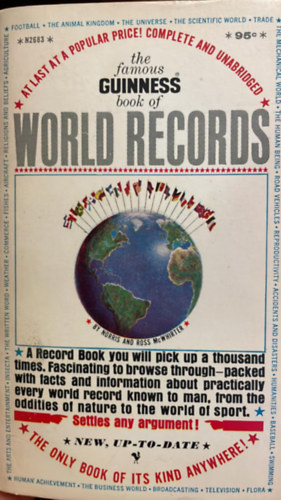 FOOTBALL • THE ANIMAL KINGDOM • THE UNIVERSE • THE SCIENTIFIC WORLD • TRADE
* N2683 * * 95¢ *
★ AT LAST AT A POPULAR PRICE! COMPLETE AND UNABRIDGED ★
the
famous
GUINNESS®
book of
WORLD RECORDS
BY NORRIS AND ROSS McWHIRTER
★ A Record Book you will pick up a thousand
times. Fascinating to browse through—packed
with facts and information about practically
every world record known to man, from the
oddities of nature to the world of sport. ★
Settles any argument!
★ NEW, UP-TO-DATE ★
★ THE ONLY BOOK OF ITS KIND ANYWHERE! ★
HUMAN ACHIEVEMENT • THE BUSINESS WORLD • BROADCASTING • TELEVISION • FLORA
THE ARTS AND ENTERTAINMENT • INSECTS • THE WRITTEN WORD • WEATHER • COMMERCE • FISHES • AIRCRAFT • RELIGIONS AND BELIEFS • AGRICULTURE
THE MECHANICAL WORLD • THE HUMAN BEING • ROAD VEHICLES • REPRODUCTIVITY • ACCIDENTS AND DISASTERS • HUMANITIES • BASEBALL • SWIMMING